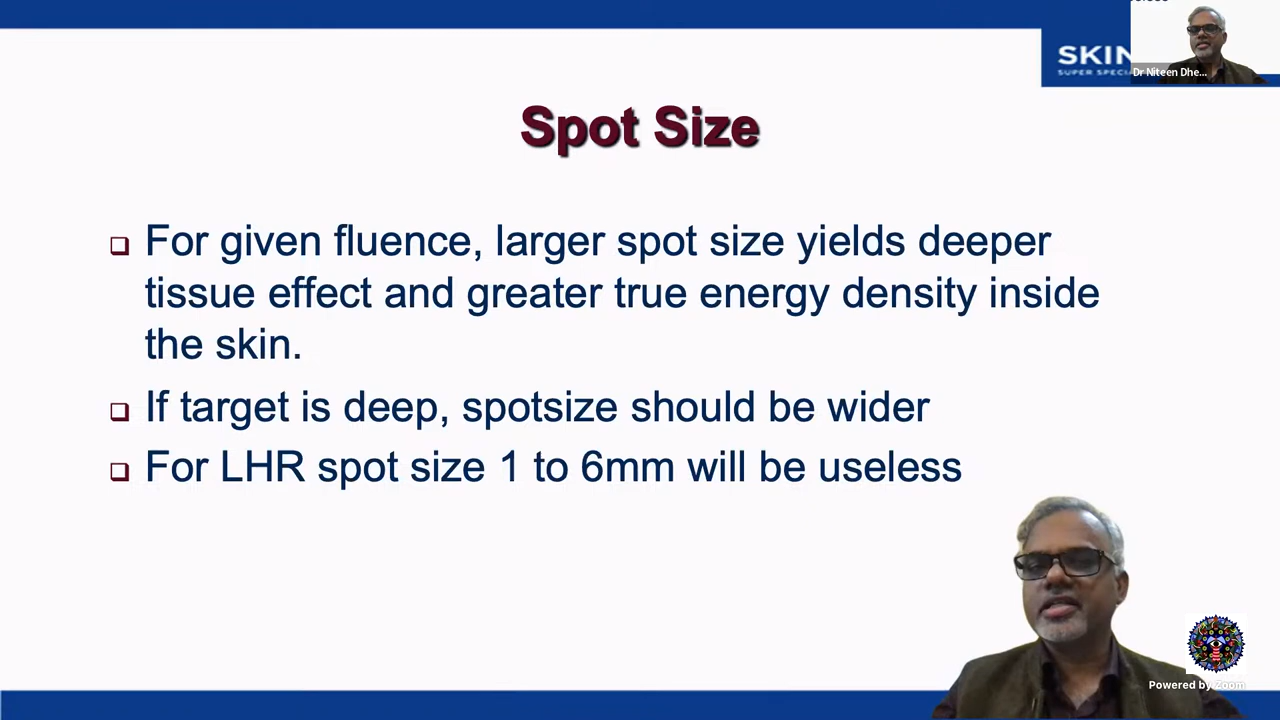 SKIN
SUPER SPECI
Dr Niteen Dhe...
Spot Size
For given fluence, larger spot size yields deeper
tissue effect and greater true energy density inside
the skin.
If target is deep, spotsize should be wider
For LHR spot size 1 to 6mm will be useless
Powered by Zoom